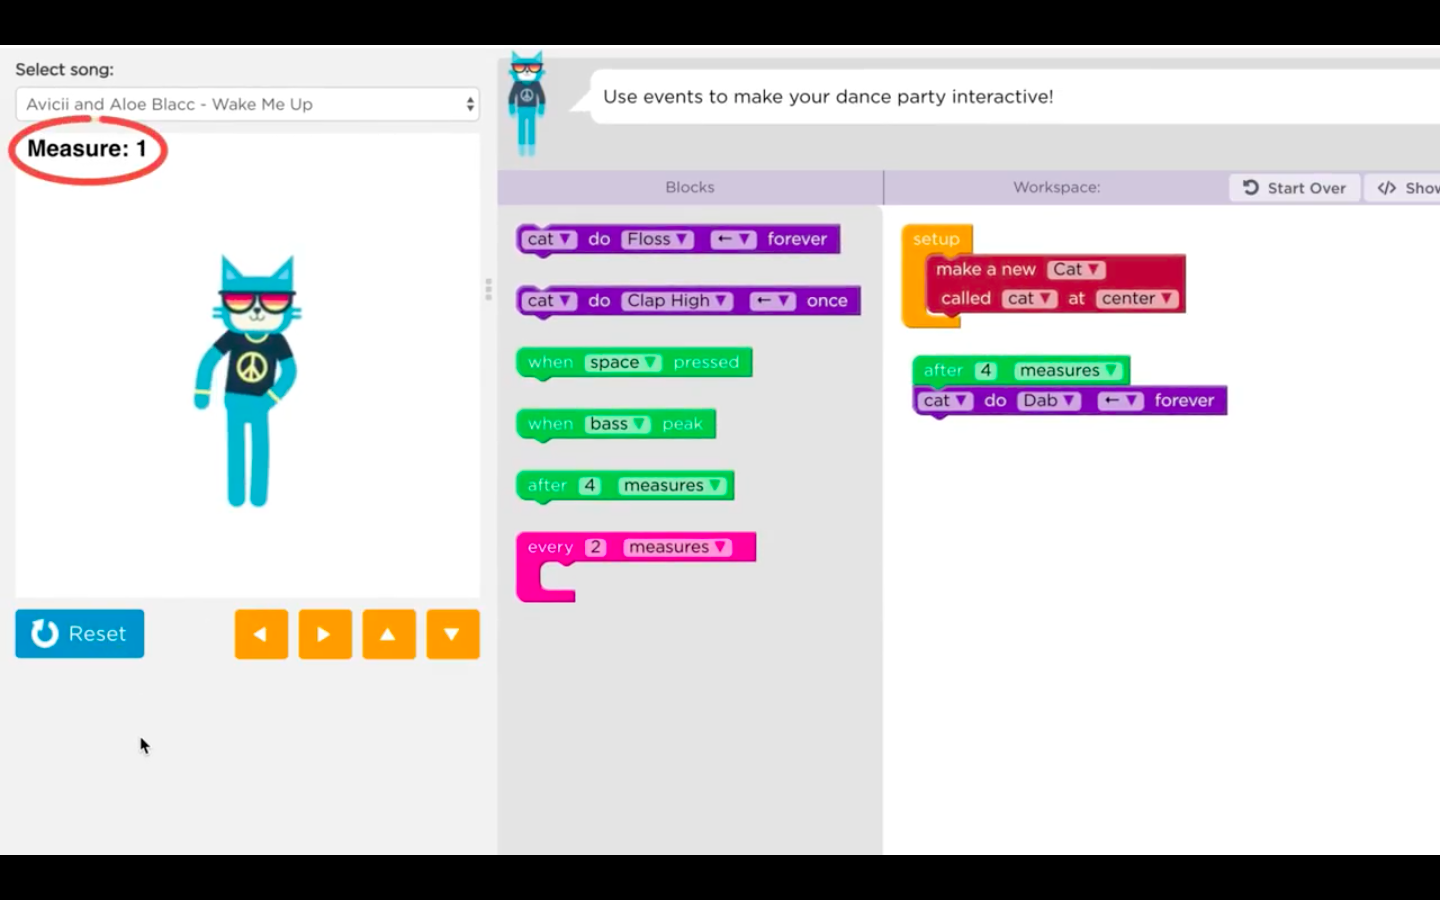 Select song:
Avicii and Aloe Blacc - Wake Me Up
Measure: 1
Reset
Use events to make your dance party interactive!
Blocks
Workspace:
Start Over
</> Show
cat ▼ do Floss ▼ ← ▼ forever
cat ▼ do Clap High ▼ ← ▼ once
when space ▼ pressed
when bass ▼ peak
after 4 measures ▼
every 2 measures ▼
setup
make a new Cat ▼
called cat ▼ at center ▼
after 4 measures ▼
cat ▼ do Dab ▼ ← ▼ forever